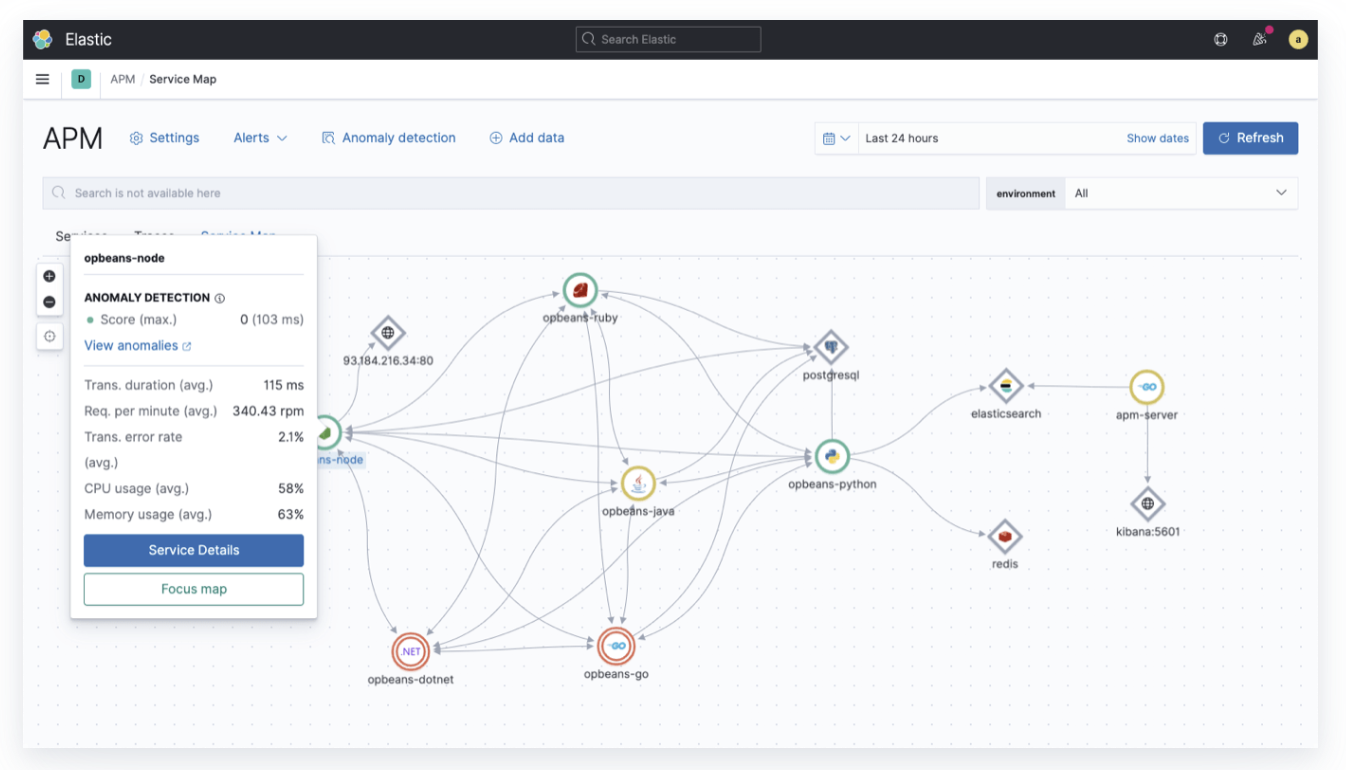 Elastic
Search Elastic
a
D
APM / Service Map
APM
Settings
Alerts
Anomaly detection
Add data
Last 24 hours
Show dates
Refresh
Search is not available here
environment
All
Services
Traces
Service Map
opbeans-node
ANOMALY DETECTION
Score (max.) 0 (103 ms)
View anomalies
Trans. duration (avg.) 115 ms
Req. per minute (avg.) 340.43 rpm
Trans. error rate 2.1%
(avg.)
CPU usage (avg.) 58%
Memory usage (avg.) 63%
Service Details
Focus map
opbeans-ruby
93.184.216.34:80
postgresql
elasticsearch
GO
apm-server
ns-node
opbeans-python
opbeans-java
kibana:5601
redis
.NET
opbeans-dotnet
GO
opbeans-go